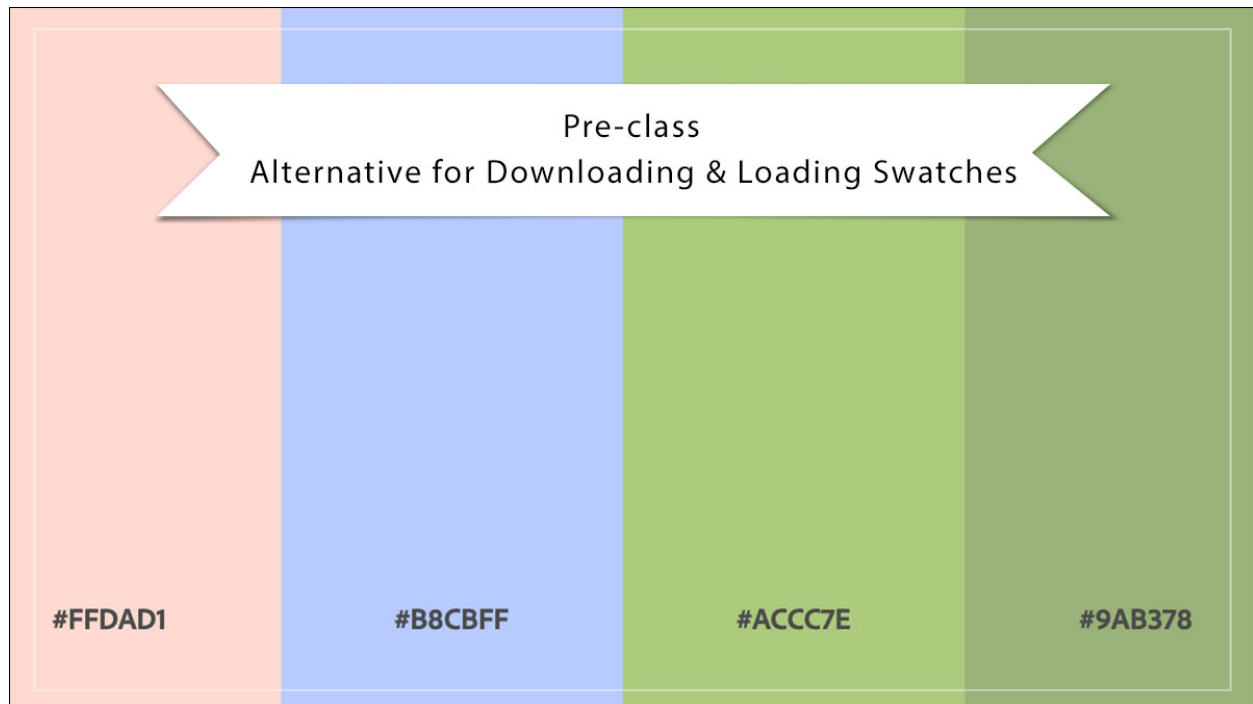 Pre-class
Alternative for Downloading & Loading Swatches
#FFDAD1
#B8CBFF
#ACCC7E
#9AB378